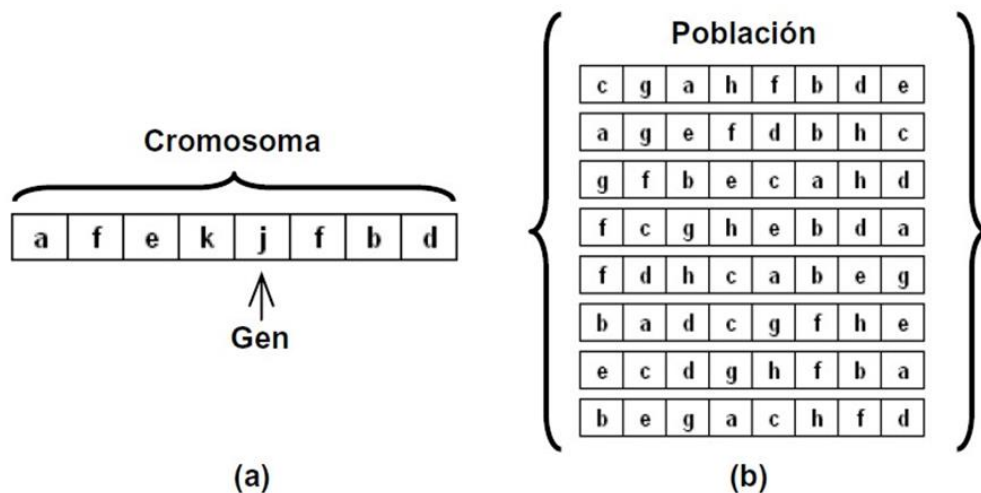 Cromosoma
a f e k j f b d
Gen
(a)
Población
c g a h f b d e
a g e f d b h c
g f b e c a h d
f c g h e b d a
f d h c a b e g
b a d c g f h e
e c d g h f b a
b e g a c h f d
(b)